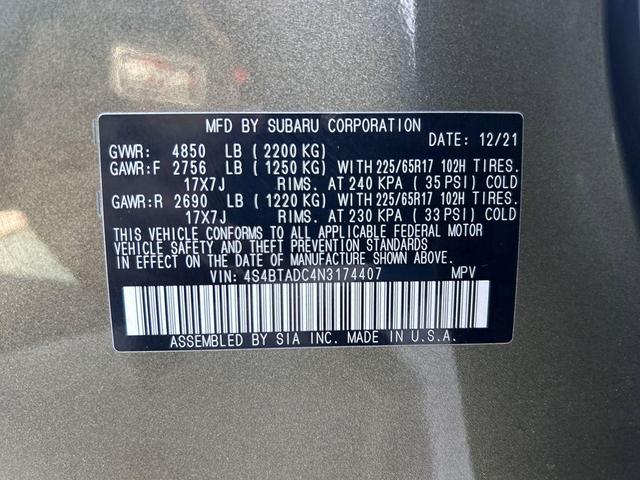 MFD BY SUBARU CORPORATION
DATE: 12/21
GVWR: 4850 LB (2200 KG)
GAWR:F 2756 LB (1250 KG) WITH 225/65R17 102H TIRES.
17X7J RIMS. AT 240 KPA (35 PSI) COLD
GAWR:R 2690 LB (1220 KG) WITH 225/65R17 102H TIRES.
17X7J RIMS. AT 230 KPA (33 PSI) COLD
THIS VEHICLE CONFORMS TO ALL APPLICABLE FEDERAL MOTOR
VEHICLE SAFETY AND THEFT PREVENTION STANDARDS
IN EFFECT ON THE DATE OF MANUFACTURE SHOWN ABOVE.
VIN: 4S4BTADC4N3174407 MPV
ASSEMBLED BY SIA INC. MADE IN U.S.A.